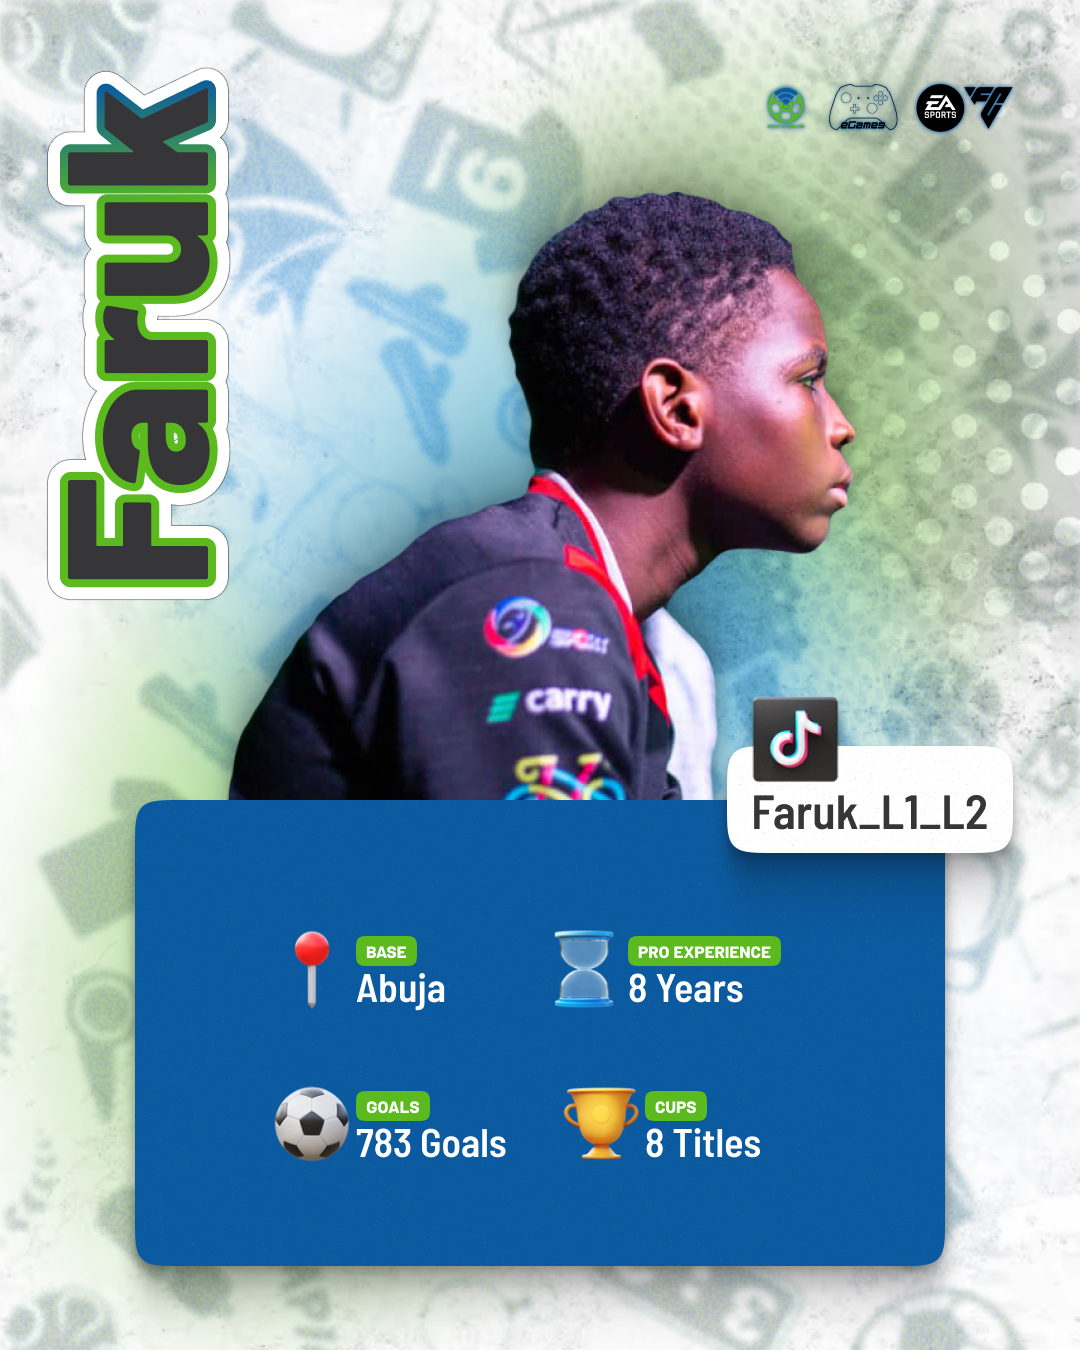 Faruk
eGames
EA
SPORTS
FC
carry
Faruk_L1_L2
BASE
Abuja
PRO EXPERIENCE
8 Years
GOALS
783 Goals
CUPS
8 Titles